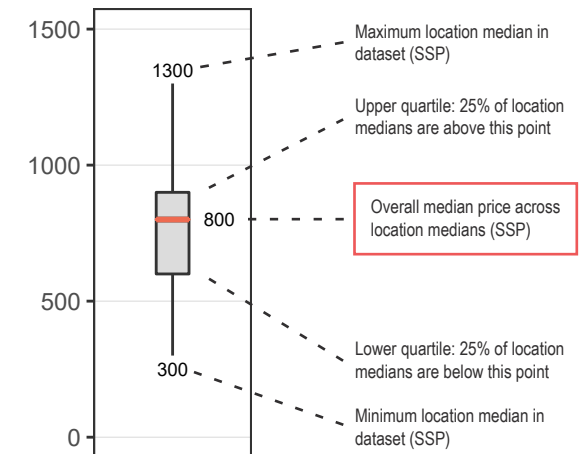 1500
Maximum location median in
dataset (SSP)
1300
Upper quartile: 25% of location
medians are above this point
1000
Overall median price across
location medians (SSP)
800
500
Lower quartile: 25% of location
medians are below this point
300
Minimum location median in
dataset (SSP)
0